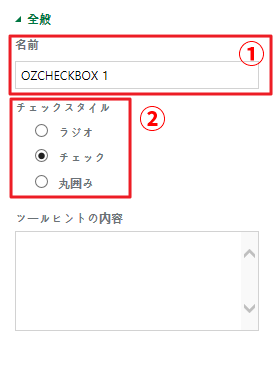 全般
名前
①
OZCHECKBOX 1
チェックスタイル
ラジオ
②
チェック
丸囲み
ツールヒントの内容